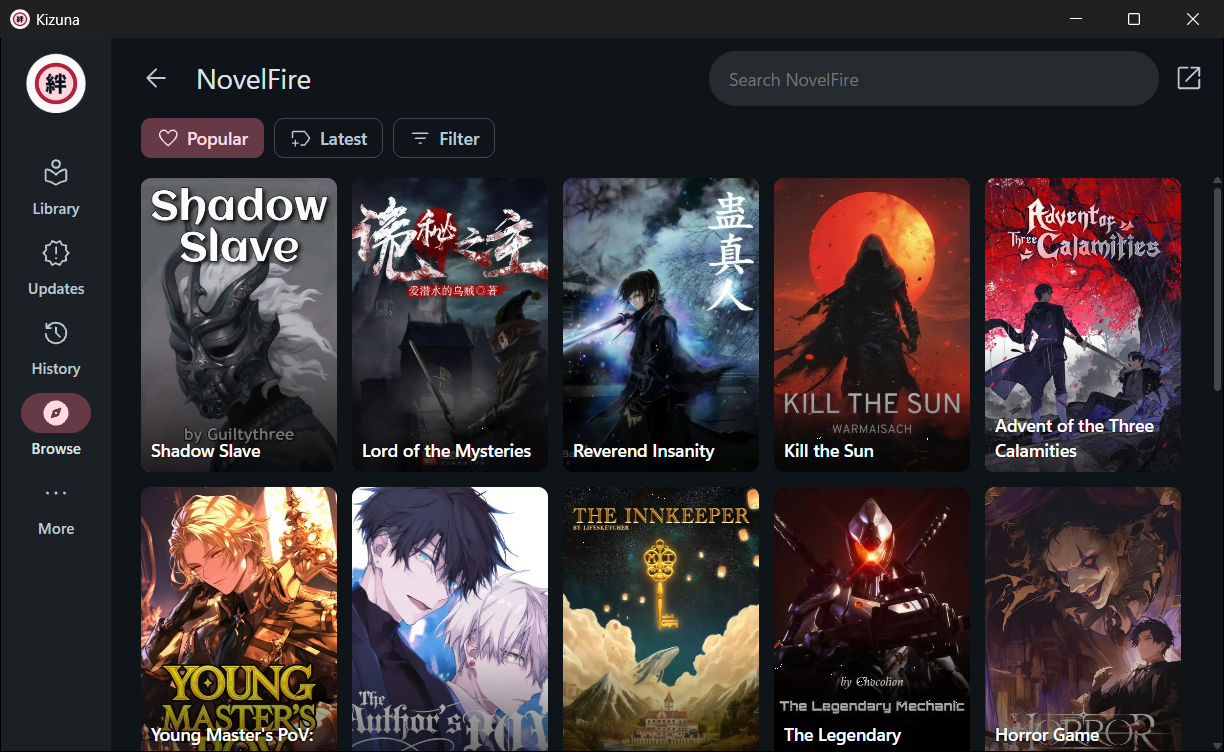 Kizuna
絆
NovelFire
Search NovelFire
Popular
Latest
Filter
Library
Updates
History
Browse
More
Shadow
Slave
by Guiltythree
Shadow Slave
诡秘之主
爱潜水的乌贼◎著
Lord of the Mysteries
蛊真人
Reverend Insanity
KILL THE SUN
WARMAISACH
Kill the Sun
Advent of
Three Calamities
Advent of the Three
Calamities
YOUNG
MASTER'S
POV
Young Master's PoV:
The
Author's POV
THE INNKEEPER
BY LIFESKETCHER
by Chocolion
The Legendary Mechanic
The Legendary
HORROR
Horror Game